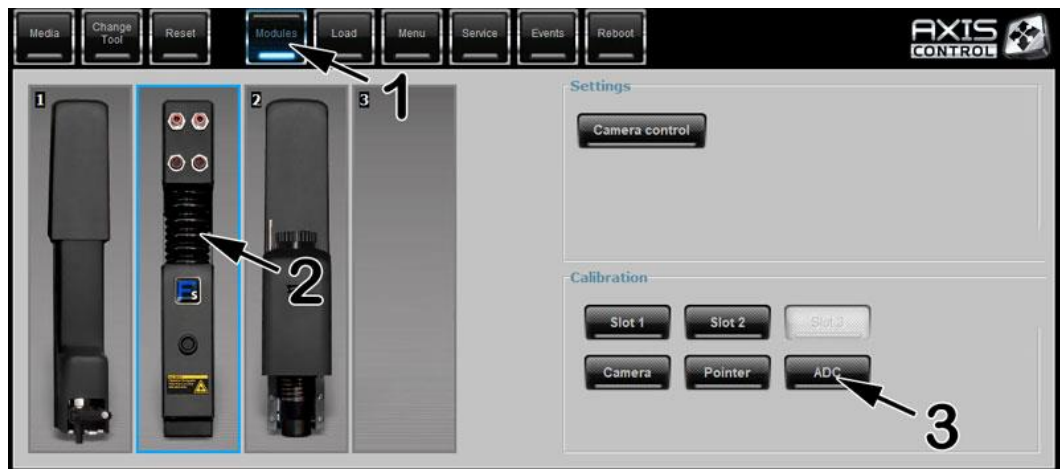 Media
Change
Tool
Reset
Modules
Load
Menu
Service
Events
Reboot
AXIS
CONTROL
1
1
2
3
2
Settings
Camera control
Calibration
Slot 1
Slot 2
Slot 3
Camera
Pointer
ADC
3